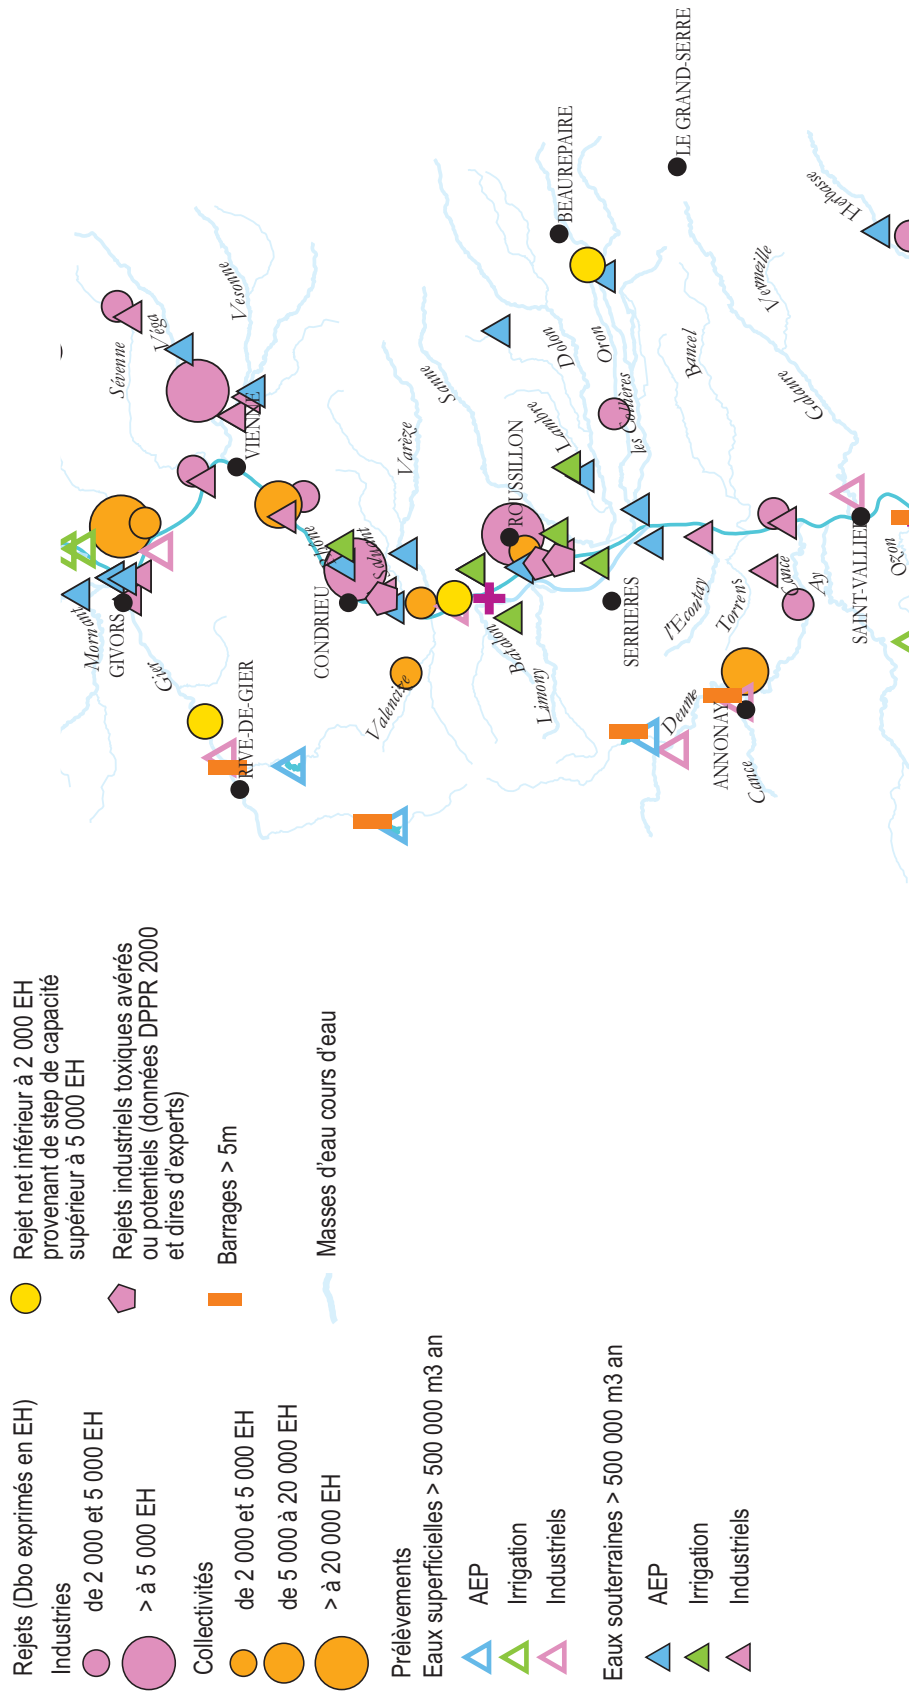 Rejets (Dbo exprimés en EH)
Industries
de 2 000 et 5 000 EH
> à 5 000 EH
Collectivités
de 2 000 et 5 000 EH
de 5 000 à 20 000 EH
> à 20 000 EH
Prélèvements
Eaux superficielles > 500 000 m3 an
AEP
Irrigation
Industriels
Eaux souterraines > 500 000 m3 an
AEP
Irrigation
Industriels
Rejet net inférieur à 2 000 EH
provenant de step de capacité
supérieur à 5 000 EH
Rejets industriels toxiques avérés
ou potentiels (données DPPR 2000
et dires d'experts)
Barrages > 5m
Masses d'eau cours d'eau
Mornant
GIVORS
Gier
RIVE-DE-GIER
Sévenne
Véga
Vesonne
VIENNE
CONDRIEU
Valencize
Varèze
Sanne
Batalon
Limony
ROUSSILLON
Lambre
Dolon
Oron
BEAUREPAIRE
les Collières
SERRIERES
LE GRAND-SERRE
Bancel
l'Ecoutay
Torrens
Deume
ANNONAY
Cance
Cance
Ay
Vermeille
Galaure
Herbasse
SAINT-VALLIER
Ozon